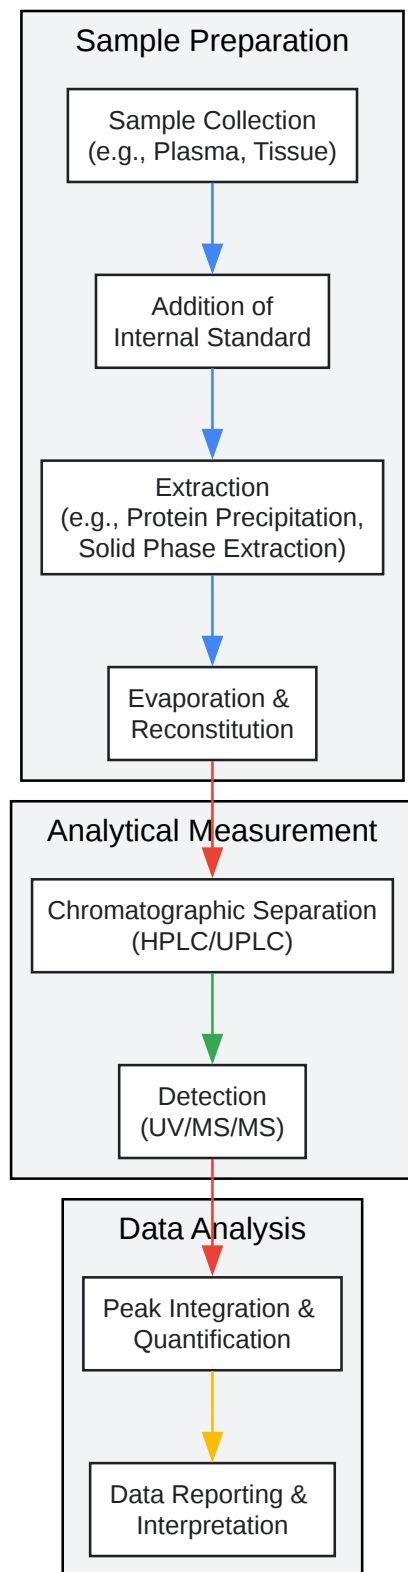 Sample Preparation
Sample Collection
(e.g., Plasma, Tissue)
Addition of
Internal Standard
Extraction
(e.g., Protein Precipitation,
Solid Phase Extraction)
Evaporation &
Reconstitution
Analytical Measurement
Chromatographic Separation
(HPLC/UPLC)
Detection
(UV/MS/MS)
Data Analysis
Peak Integration &
Quantification
Data Reporting &
Interpretation